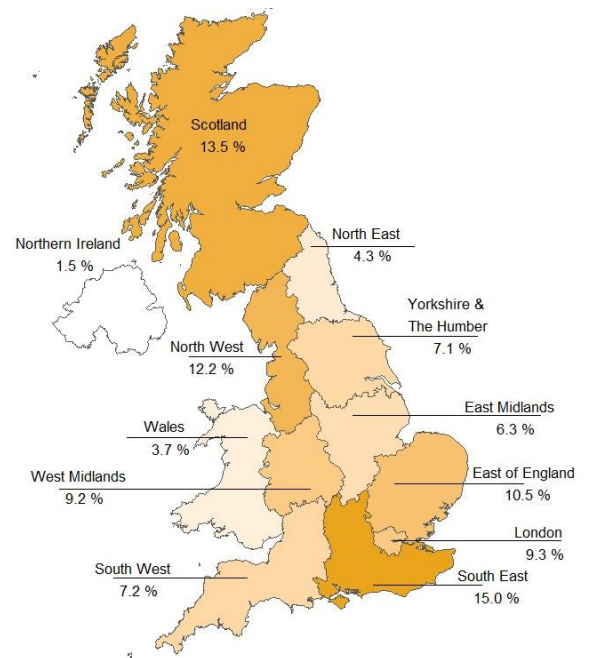 Scotland
13.5 %
North East
4.3 %
Northern Ireland
1.5 %
Yorkshire &
The Humber
7.1 %
North West
12.2 %
East Midlands
6.3 %
Wales
3.7 %
West Midlands
9.2 %
East of England
10.5 %
London
9.3 %
South West
7.2 %
South East
15.0 %